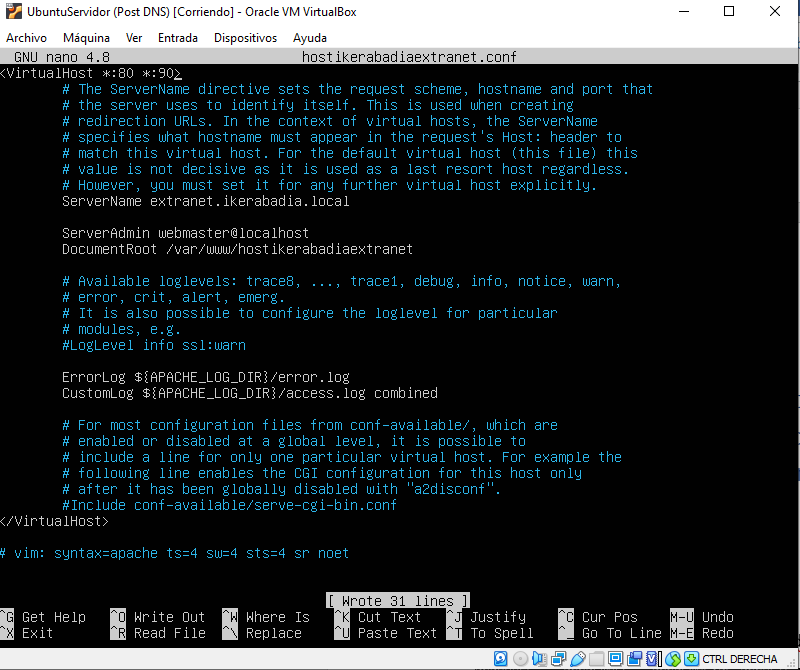 UbuntuServidor (Post DNS) [Corriendo] - Oracle VM VirtualBox
Archivo Máquina Ver Entrada Dispositivos Ayuda
GNU nano 4.8 hostikerabadiaextranet.conf
<VirtualHost *:80 *:90>
# The ServerName directive sets the request scheme, hostname and port that
# the server uses to identify itself. This is used when creating
# redirection URLs. In the context of virtual hosts, the ServerName
# specifies what hostname must appear in the request's Host: header to
# match this virtual host. For the default virtual host (this file) this
# value is not decisive as it is used as a last resort host regardless.
# However, you must set it for any further virtual host explicitly.
ServerName extranet.ikerabadia.local
ServerAdmin webmaster@localhost
DocumentRoot /var/www/hostikerabadiaextranet
# Available loglevels: trace8, ..., trace1, debug, info, notice, warn,
# error, crit, alert, emerg.
# It is also possible to configure the loglevel for particular
# modules, e.g.
#LogLevel info ssl:warn
ErrorLog ${APACHE_LOG_DIR}/error.log
CustomLog ${APACHE_LOG_DIR}/access.log combined
# For most configuration files from conf-available/, which are
# enabled or disabled at a global level, it is possible to
# include a line for only one particular virtual host. For example the
# following line enables the CGI configuration for this host only
# after it has been globally disabled with "a2disconf".
#Include conf-available/serve-cgi-bin.conf
</VirtualHost>
# vim: syntax=apache ts=4 sw=4 sts=4 sr noet
[ Wrote 31 lines ]
^G Get Help ^O Write Out ^W Where Is ^K Cut Text ^J Justify ^C Cur Pos M-U Undo
^X Exit ^R Read File ^\ Replace ^U Paste Text ^T To Spell ^_ Go To Line M-E Redo
CTRL DERECHA